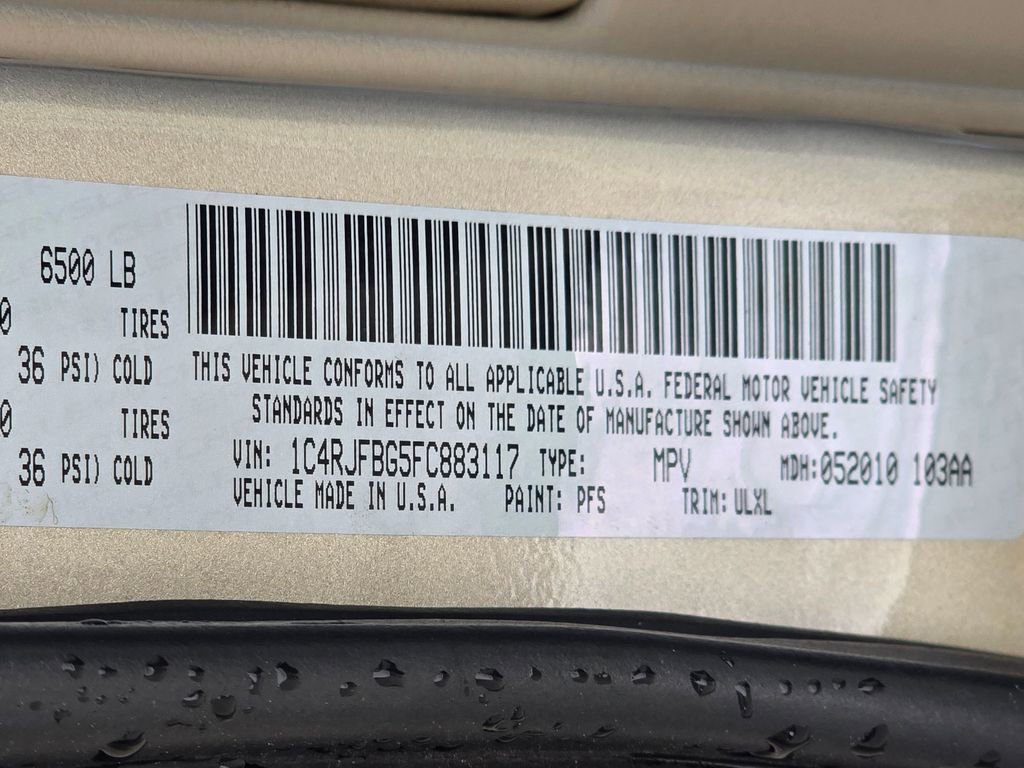 6500 LB
0 TIRES
36 PSI) COLD
0 TIRES
36 PSI) COLD
THIS VEHICLE CONFORMS TO ALL APPLICABLE U.S.A. FEDERAL MOTOR VEHICLE SAFETY
STANDARDS IN EFFECT ON THE DATE OF MANUFACTURE SHOWN ABOVE.
VIN: 1C4RJFBG5FC883117 TYPE: MPV MDH:052010 103AA
VEHICLE MADE IN U.S.A. PAINT: PFS TRIM: ULXL